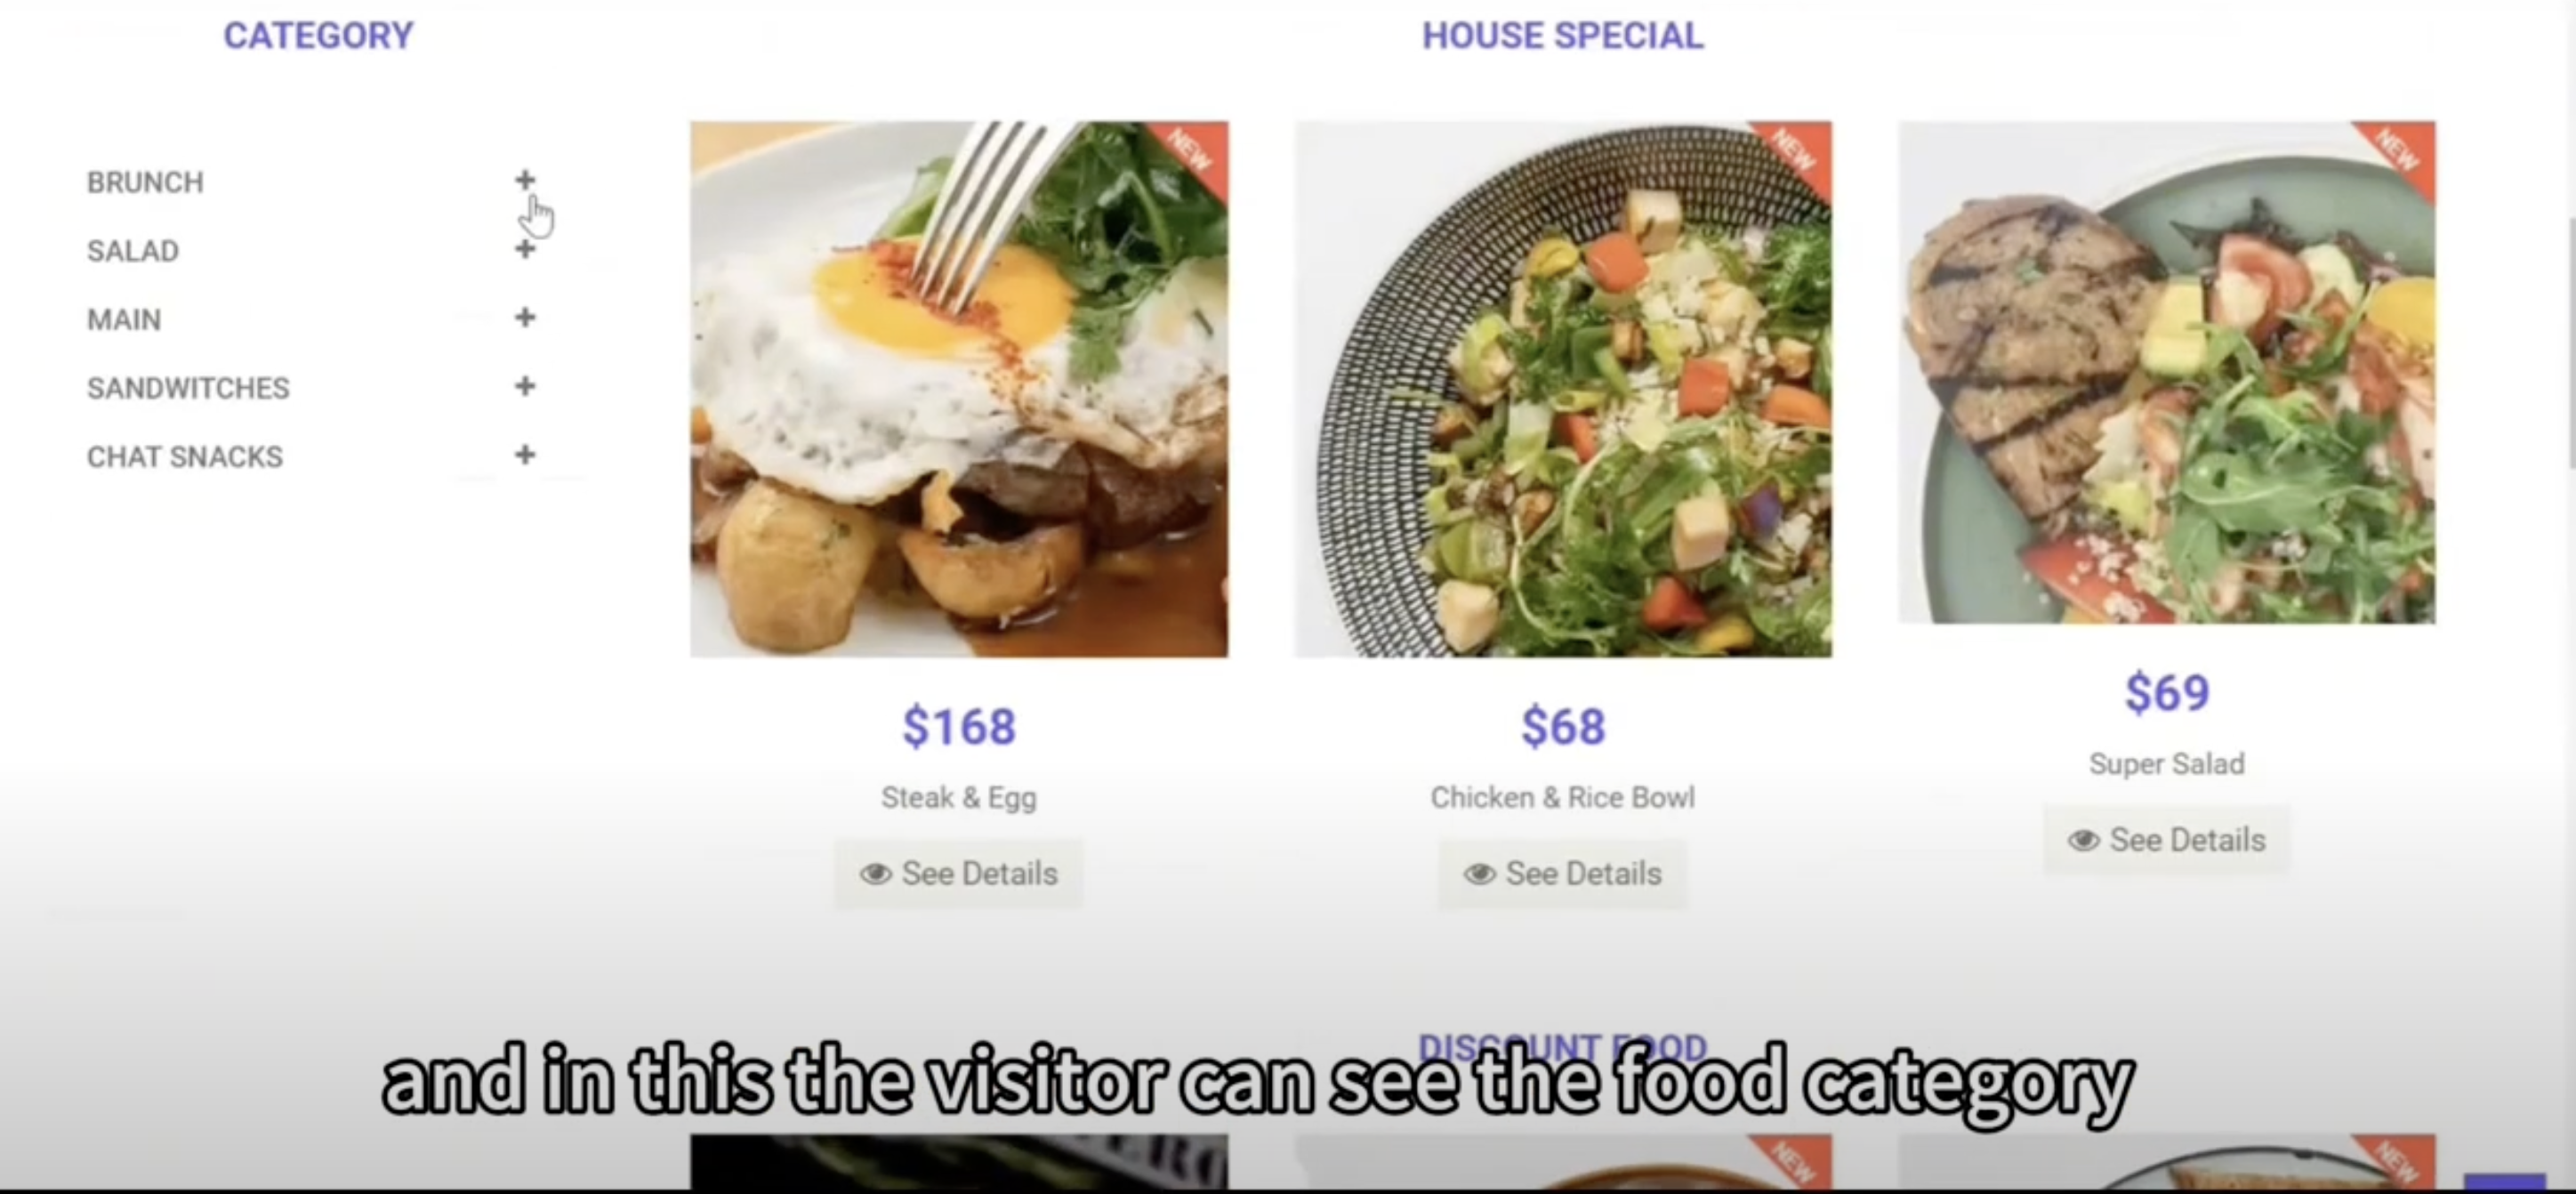 CATEGORY
HOUSE SPECIAL
BRUNCH
SALAD
MAIN
SANDWITCHES
CHAT SNACKS
NEW
NEW
NEW
$168
Steak & Egg
See Details
$68
Chicken & Rice Bowl
See Details
$69
Super Salad
See Details
DISCOUNT FOOD
and in this the visitor can see the food category
NEW
NEW